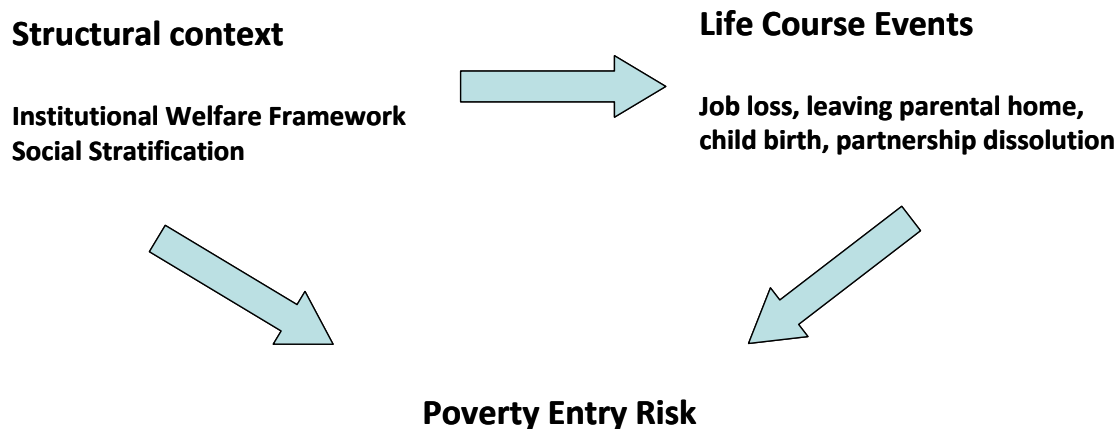 Structural context
Institutional Welfare Framework
Social Stratification
Life Course Events
Job loss, leaving parental home,
child birth, partnership dissolution
Poverty Entry Risk